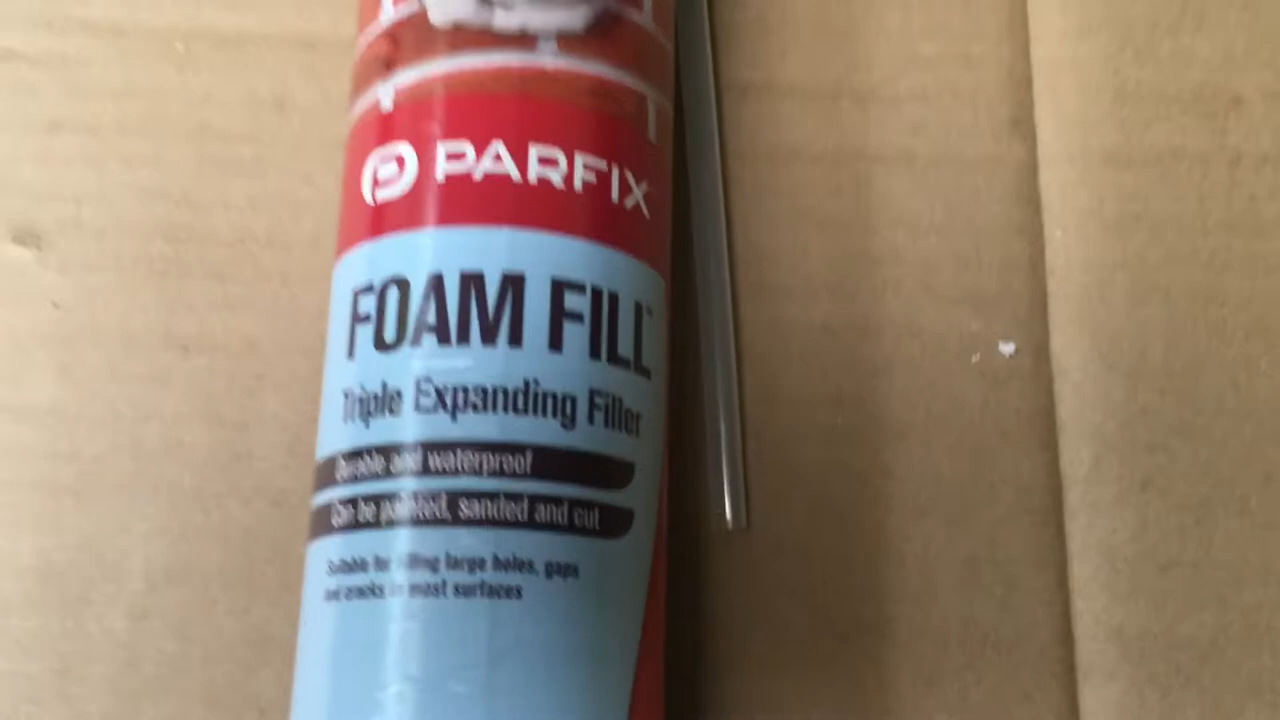 PARFIX
FOAM FILL™
Triple Expanding Filler
Durable and waterproof
Can be painted, sanded and cut
Suitable for filling large holes, gaps
and cracks in most surfaces